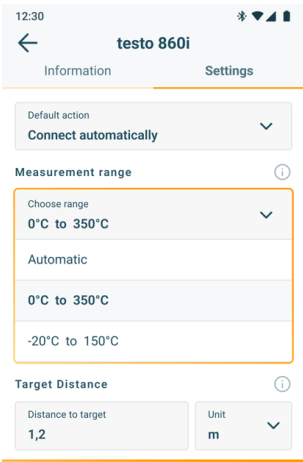 12:30
testo 860i
Information
Settings
Default action
Connect automatically
Measurement range
Choose range
0°C to 350°C
Automatic
0°C to 350°C
-20°C to 150°C
Target Distance
Distance to target
1,2
Unit
m